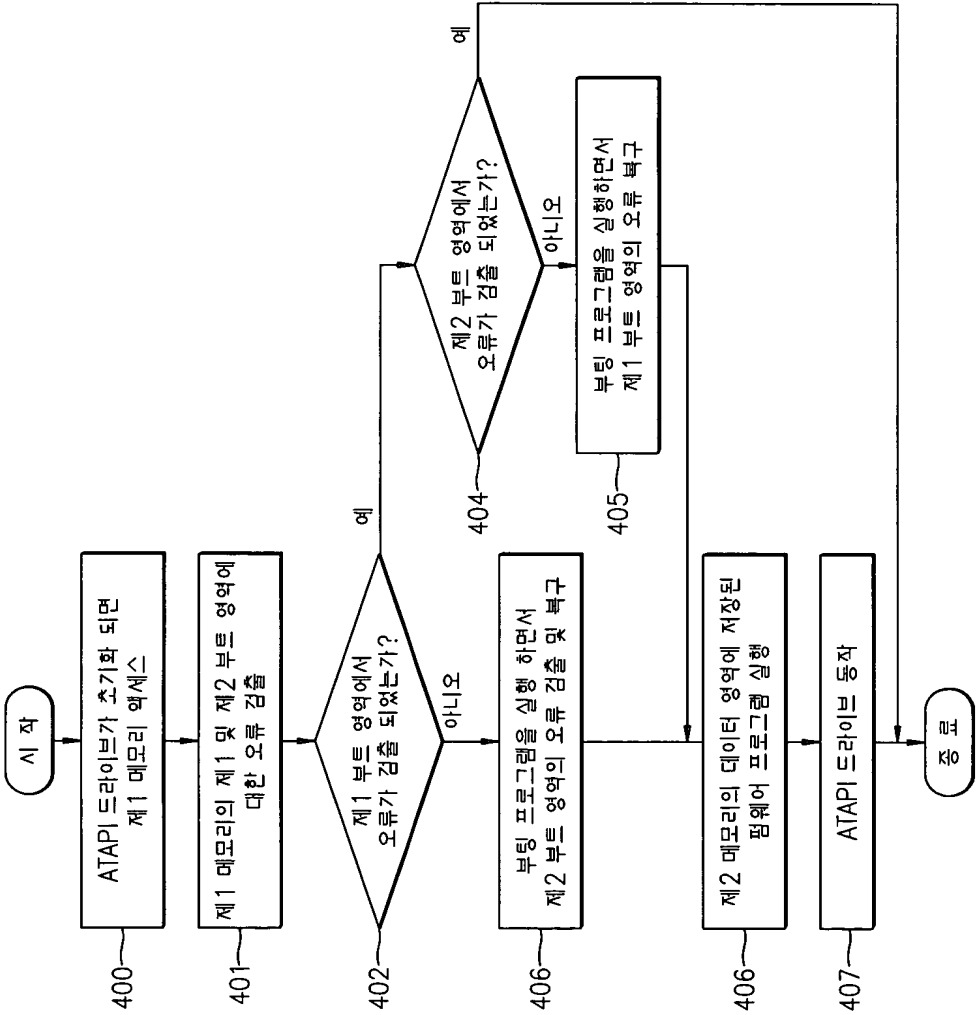 시 작
ATAPI 드라이브가 초기화 되면
제1 메모리 액세스
400
제1 메모리의 제1 및 제2 부트 영역에
대한 오류 검출
401
제1 부트 영역에서
오류가 검출 되었는가?
402
예
아니오
제2 부트 영역에서
오류가 검출 되었는가?
404
예
아니오
부팅 프로그램을 실행하면서
제1 부트 영역의 오류 복구
405
부팅 프로그램을 실행 하면서
제2 부트 영역의 오류 검출 및 복구
406
제2 메모리의 데이터 영역에 저장된
펌웨어 프로그램 실행
406
ATAPI 드라이브 동작
407
종 료